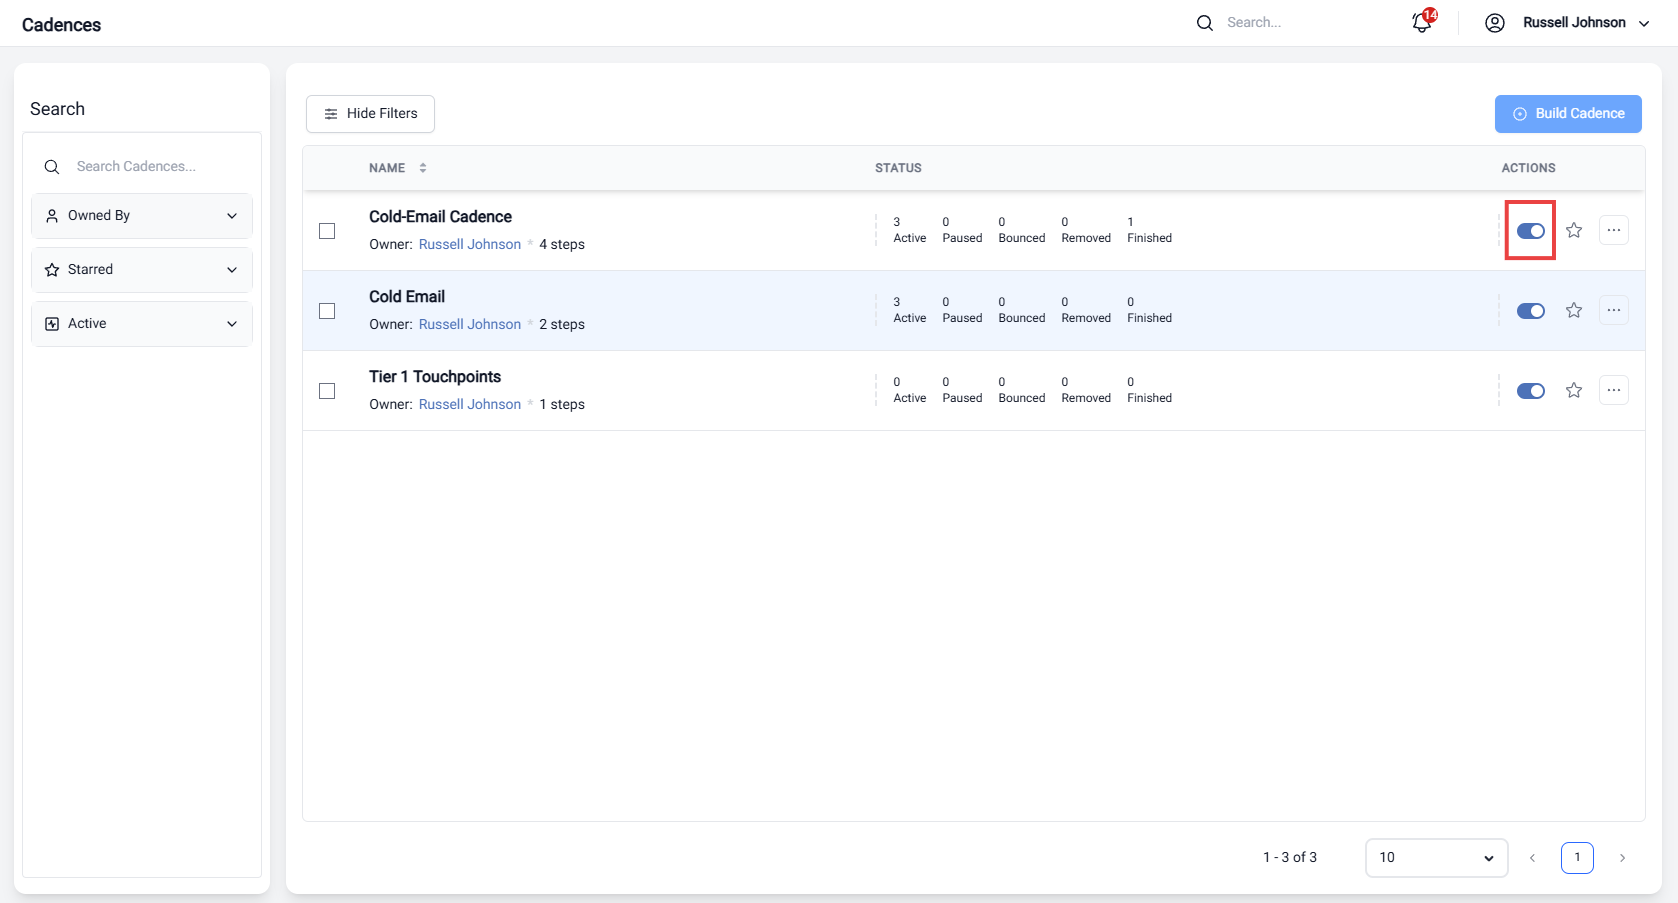 Cadences
Search...
14
Russell Johnson
Search
Search Cadences...
Owned By
Starred
Active
Hide Filters
Build Cadence
NAME STATUS ACTIONS
Cold-Email Cadence
Owner: Russell Johnson * 4 steps
3 0 0 0 1
Active Paused Bounced Removed Finished
Cold Email
Owner: Russell Johnson * 2 steps
3 0 0 0 0
Active Paused Bounced Removed Finished
Tier 1 Touchpoints
Owner: Russell Johnson * 1 steps
0 0 0 0 0
Active Paused Bounced Removed Finished
1 - 3 of 3 10 1